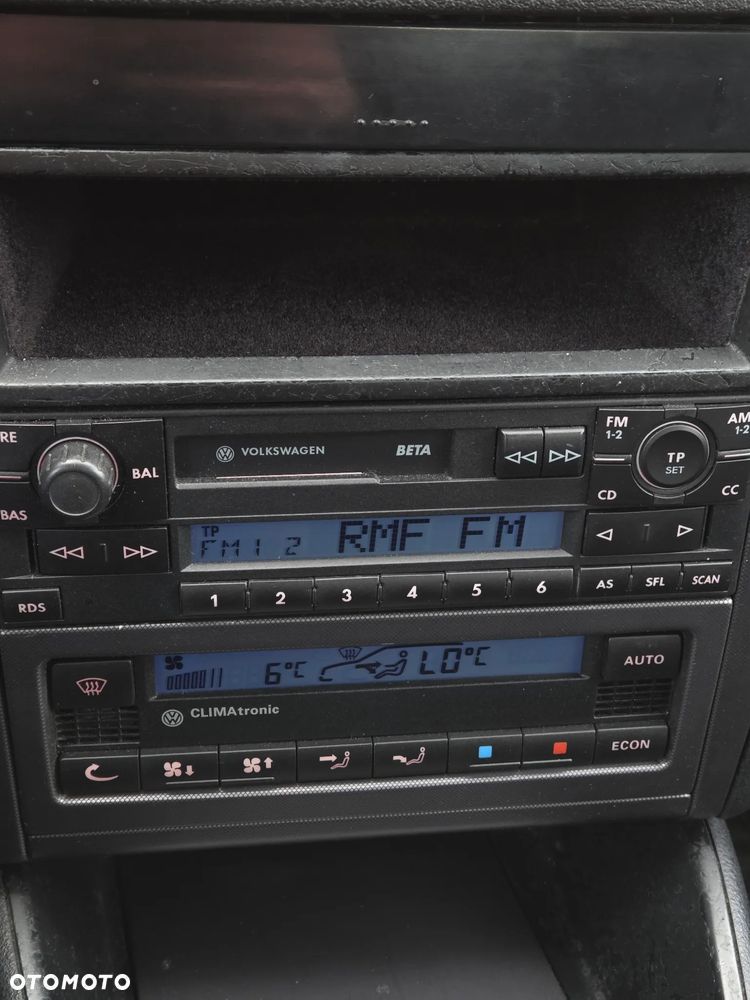 FM
1-2
AM
1-2
RE
BAL
VOLKSWAGEN BETA
TP
SET
BAS
CD
CC
TP
FM1 2 RMF FM
1
RDS
1 2 3 4 5 6 AS SFL SCAN
6°C LO°C
AUTO
CLIMAtronic
ECON
OTOMOTO